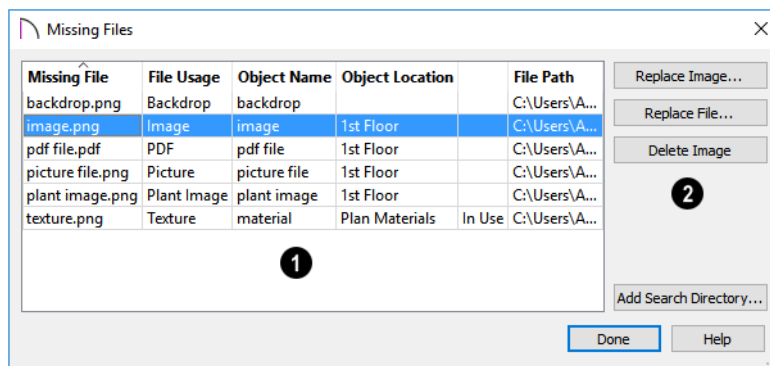 Missing Files
Missing File File Usage Object Name Object Location File Path
backdrop.png Backdrop backdrop C:\Users\A...
image.png Image image 1st Floor C:\Users\A...
pdf file.pdf PDF pdf file 1st Floor C:\Users\A...
picture file.png Picture picture file 1st Floor C:\Users\A...
plant image.png Plant Image plant image 1st Floor C:\Users\A...
texture.png Texture material Plan Materials In Use C:\Users\A...
1
Replace Image...
Replace File...
Delete Image
2
Add Search Directory...
Done Help